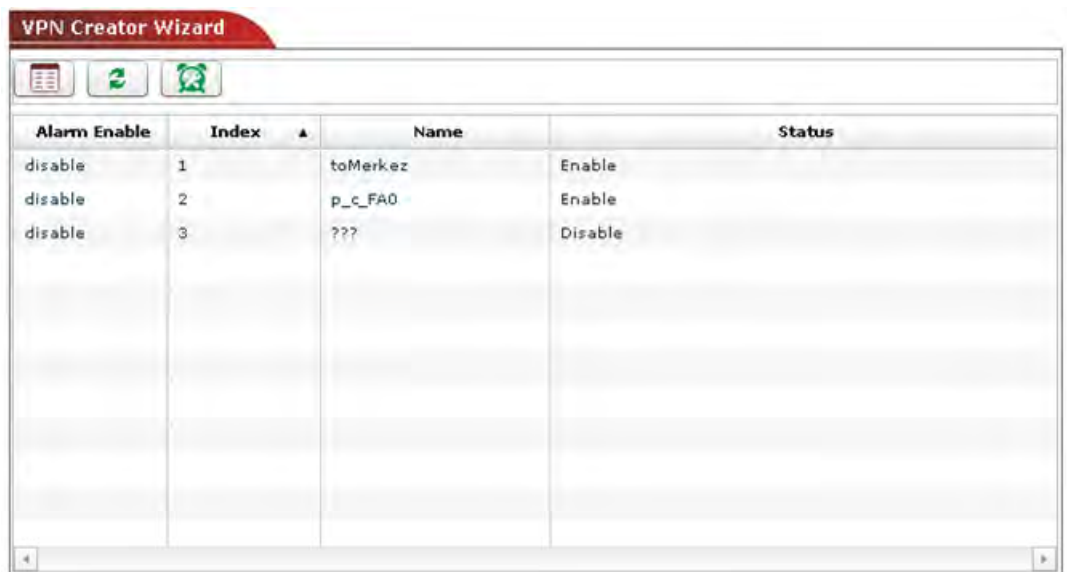 VPN Creator Wizard
Alarm Enable Index ▲ Name Status
disable 1 toMerkez Enable
disable 2 p_c_FA0 Enable
disable 3 ??? Disable